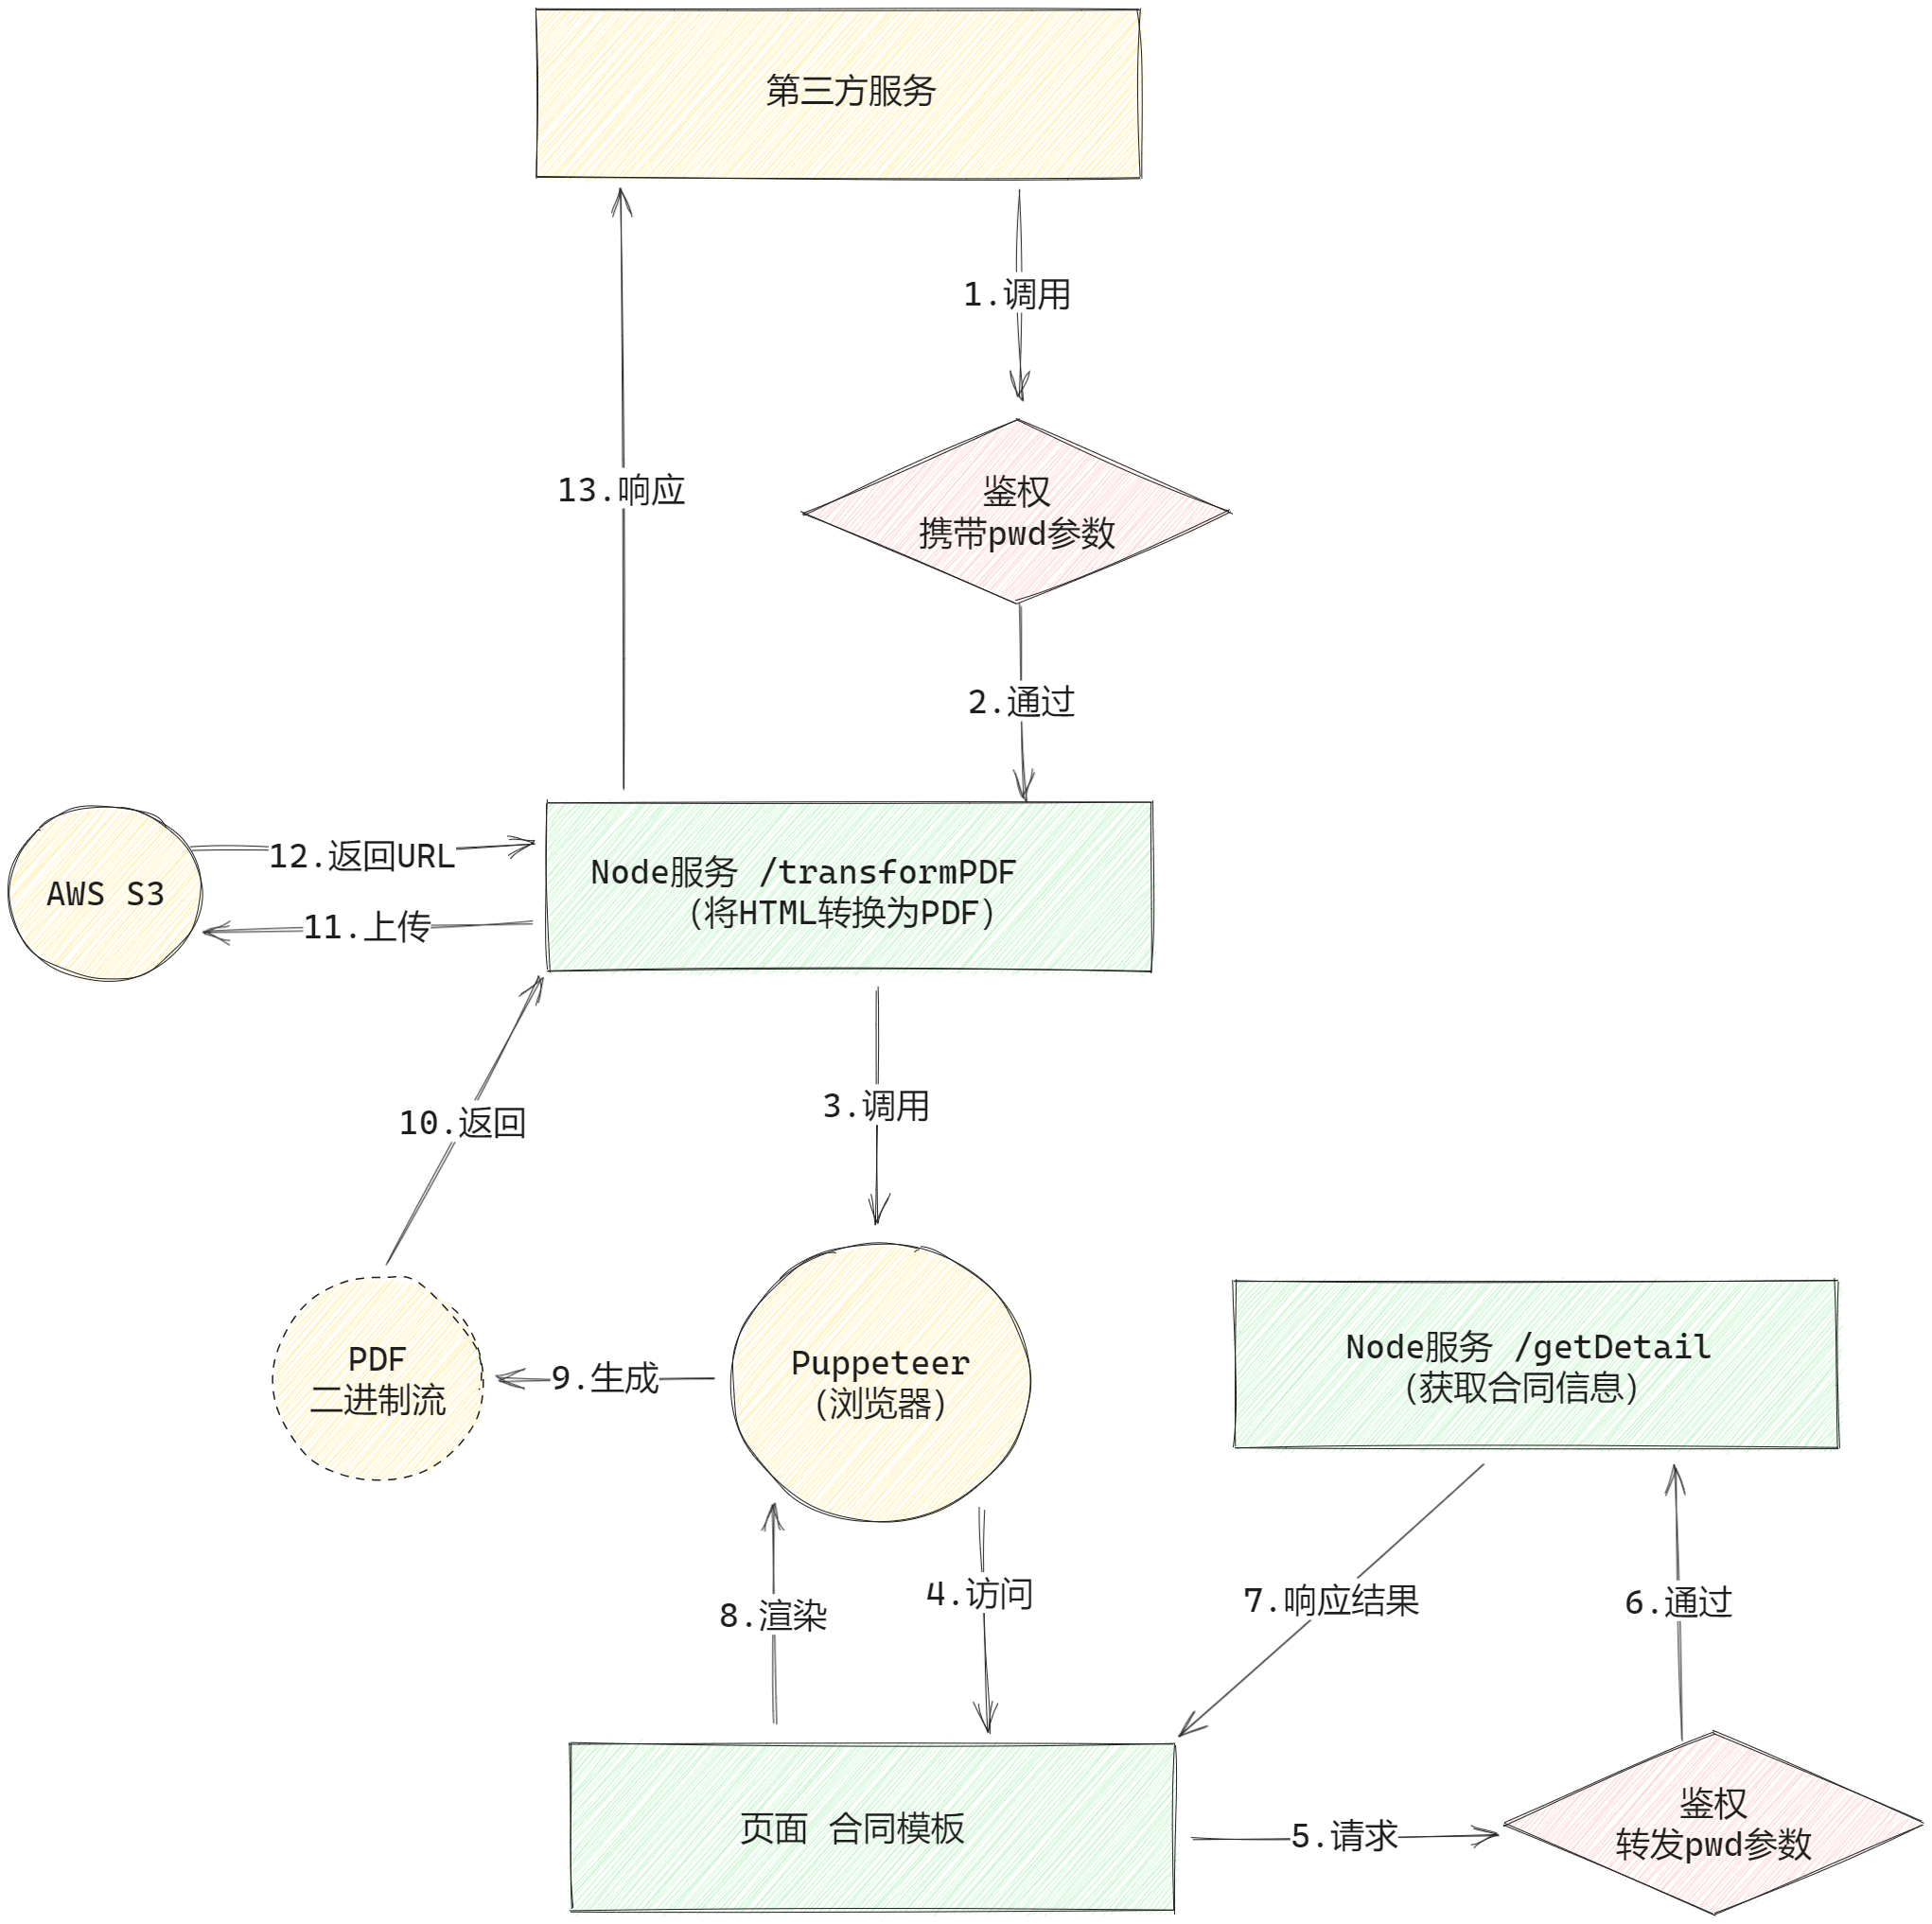 第三方服务
1.调用
鉴权
携带pwd参数
13.响应
2.通过
12.返回URL
AWS S3
11.上传
Node服务 /transformPDF
（将HTML转换为PDF）
3.调用
10.返回
PDF
二进制流
9.生成
Puppeteer
（浏览器）
Node服务 /getDetail
（获取合同信息）
8.渲染
4.访问
7.响应结果
6.通过
页面 合同模板
5.请求
鉴权
转发pwd参数